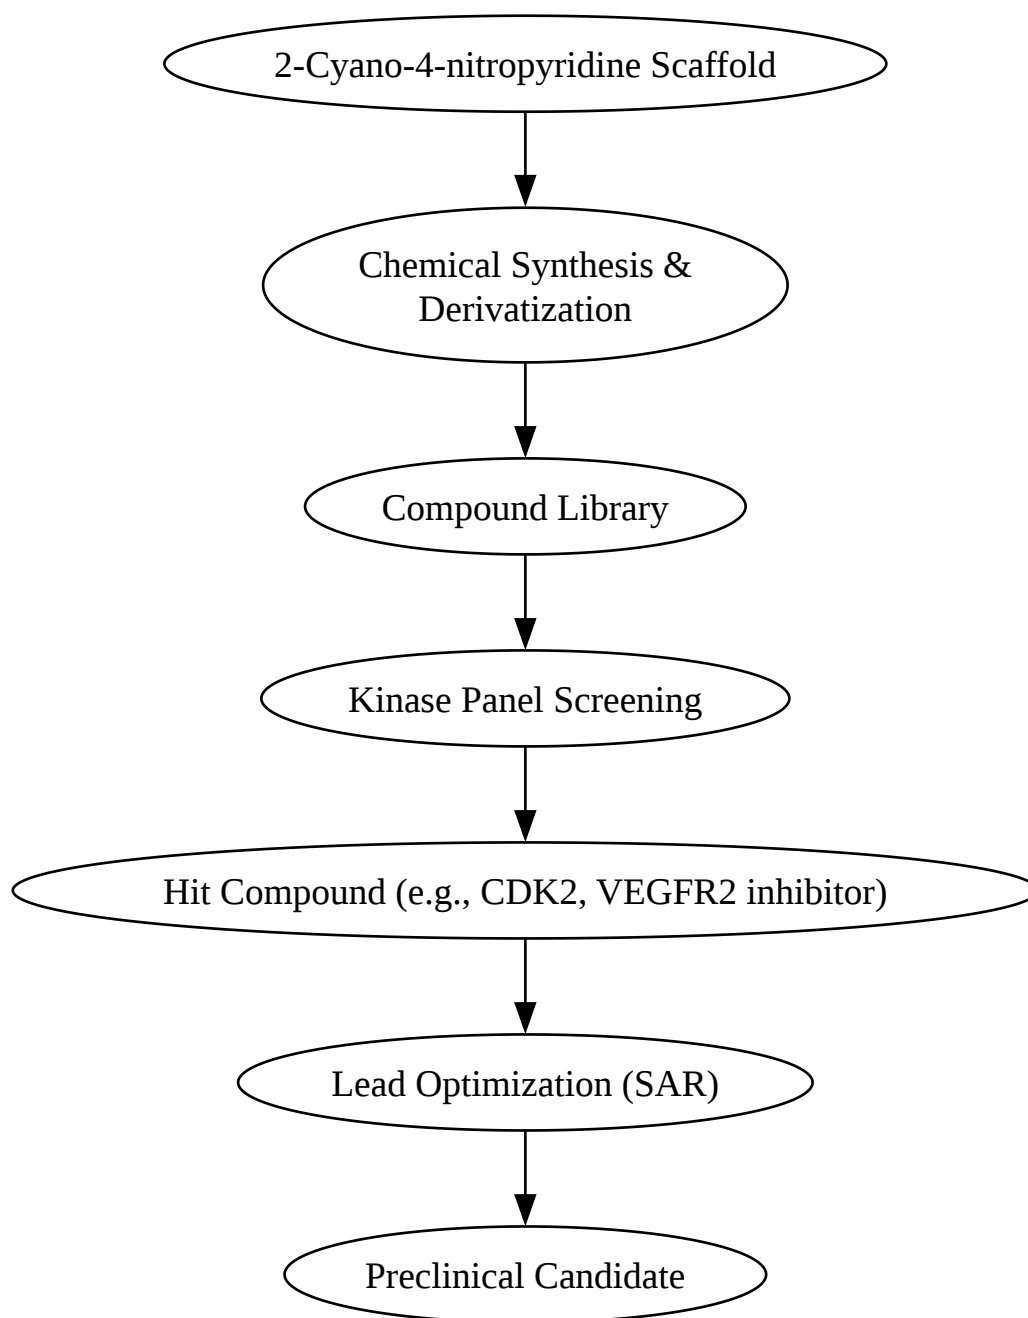 2-Cyano-4-nitropyridine Scaffold
Chemical Synthesis &
Derivatization
Compound Library
Kinase Panel Screening
Hit Compound (e.g., CDK2, VEGFR2 inhibitor)
Lead Optimization (SAR)
Preclinical Candidate